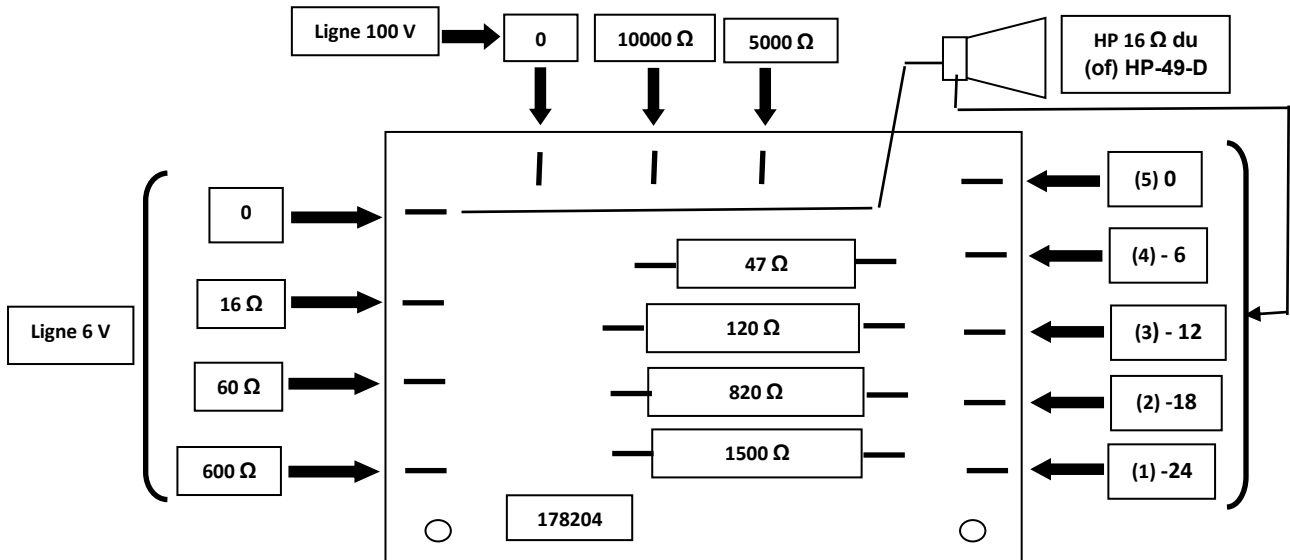 Ligne 100 V
0
10000 Ω
5000 Ω
HP 16 Ω du
(of) HP-49-D
Ligne 6 V
0
16 Ω
60 Ω
600 Ω
47 Ω
120 Ω
820 Ω
1500 Ω
178204
(5) 0
(4) - 6
(3) - 12
(2) -18
(1) -24